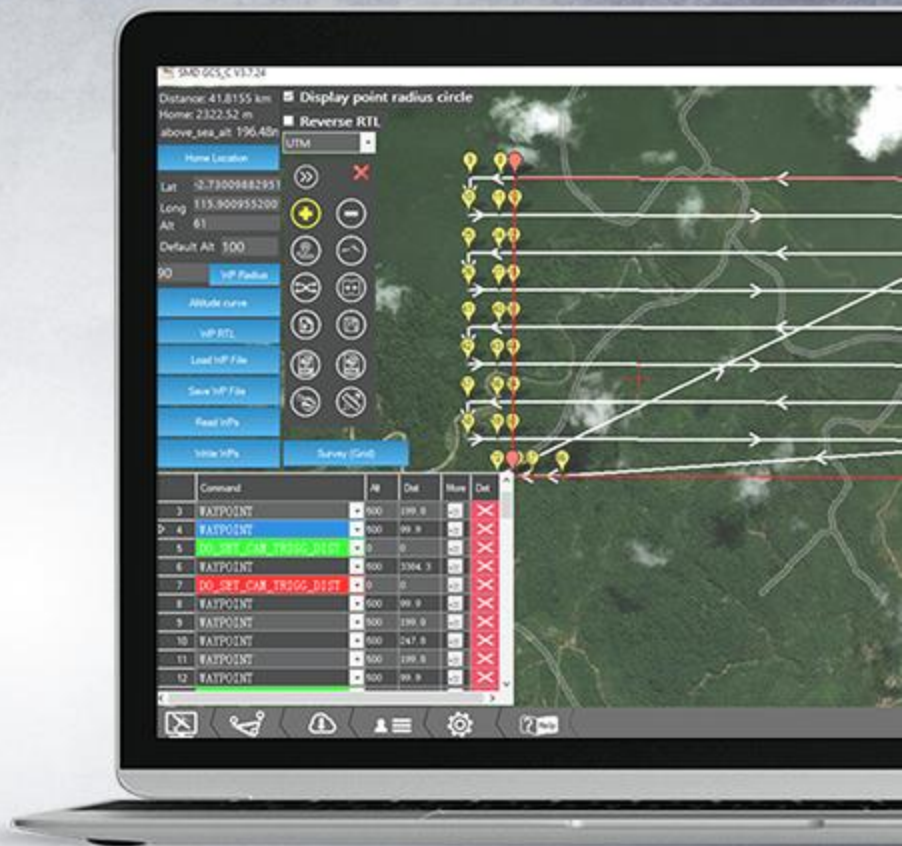 SMD GCS_C V3.7.24
Distance: 41.8155 km
Home: 2322.52 m
above_sea_alt 196.48m
Display point radius circle
Reverse RTL
UTM
Home Location
Lat -2.73009882951
Long 115.900955200
Alt 61
Default Alt 100
90 WP Radius
Altitude curve
WP RTL
Load WP File
Save WP File
Read WPs
Write WPs
Survey (Grid)
Command Alt Dist More Del
3 WAYPOINT 500 199.8
4 WAYPOINT 500 99.9
5 DO_SET_CAM_TRIGG_DIST 0 0
6 WAYPOINT 500 3304.3
7 DO_SET_CAM_TRIGG_DIST 0 0
8 WAYPOINT 500 99.9
9 WAYPOINT 500 199.8
10 WAYPOINT 500 247.8
11 WAYPOINT 500 199.8
12 WAYPOINT 500 99.9
Help